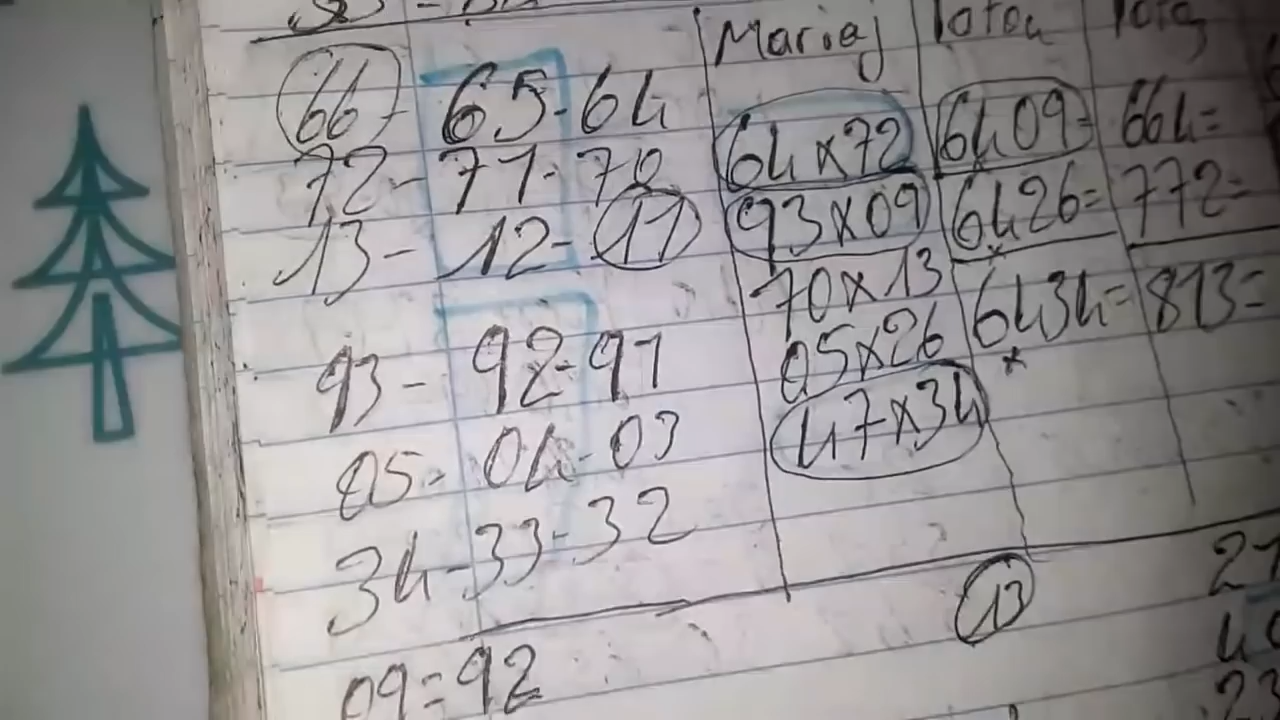 66 - 65 - 64
72 - 71 - 70
13 - 12 - 11
93 - 92 - 91
05 - 04 - 03
34 - 33 - 32
09 = 92
Mariaj
64x72
93x09
70x13
05x26
47x34
6409=
6426=
6434=
664=
772=
813=
13